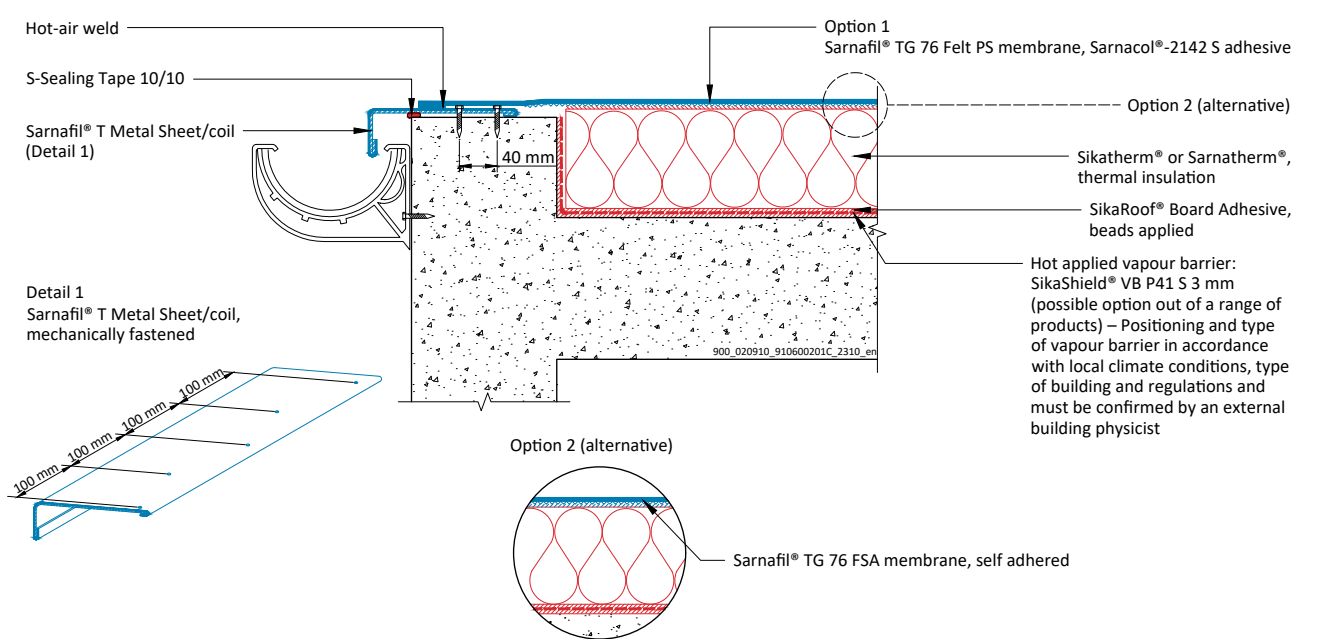 Hot-air weld
S-Sealing Tape 10/10
Sarnafil® T Metal Sheet/coil
(Detail 1)
Option 1
Sarnafil® TG 76 Felt PS membrane, Sarnacol®-2142 S adhesive
Option 2 (alternative)
40 mm
Sikatherm® or Sarnatherm®,
thermal insulation
SikaRoof® Board Adhesive,
beads applied
Hot applied vapour barrier:
SikaShield® VB P41 S 3 mm
(possible option out of a range of
products) – Positioning and type
of vapour barrier in accordance
with local climate conditions, type
of building and regulations and
must be confirmed by an external
building physicist
900_020910_910600201C_2310_en
Detail 1
Sarnafil® T Metal Sheet/coil,
mechanically fastened
100 mm
100 mm
100 mm
100 mm
Option 2 (alternative)
Sarnafil® TG 76 FSA membrane, self adhered